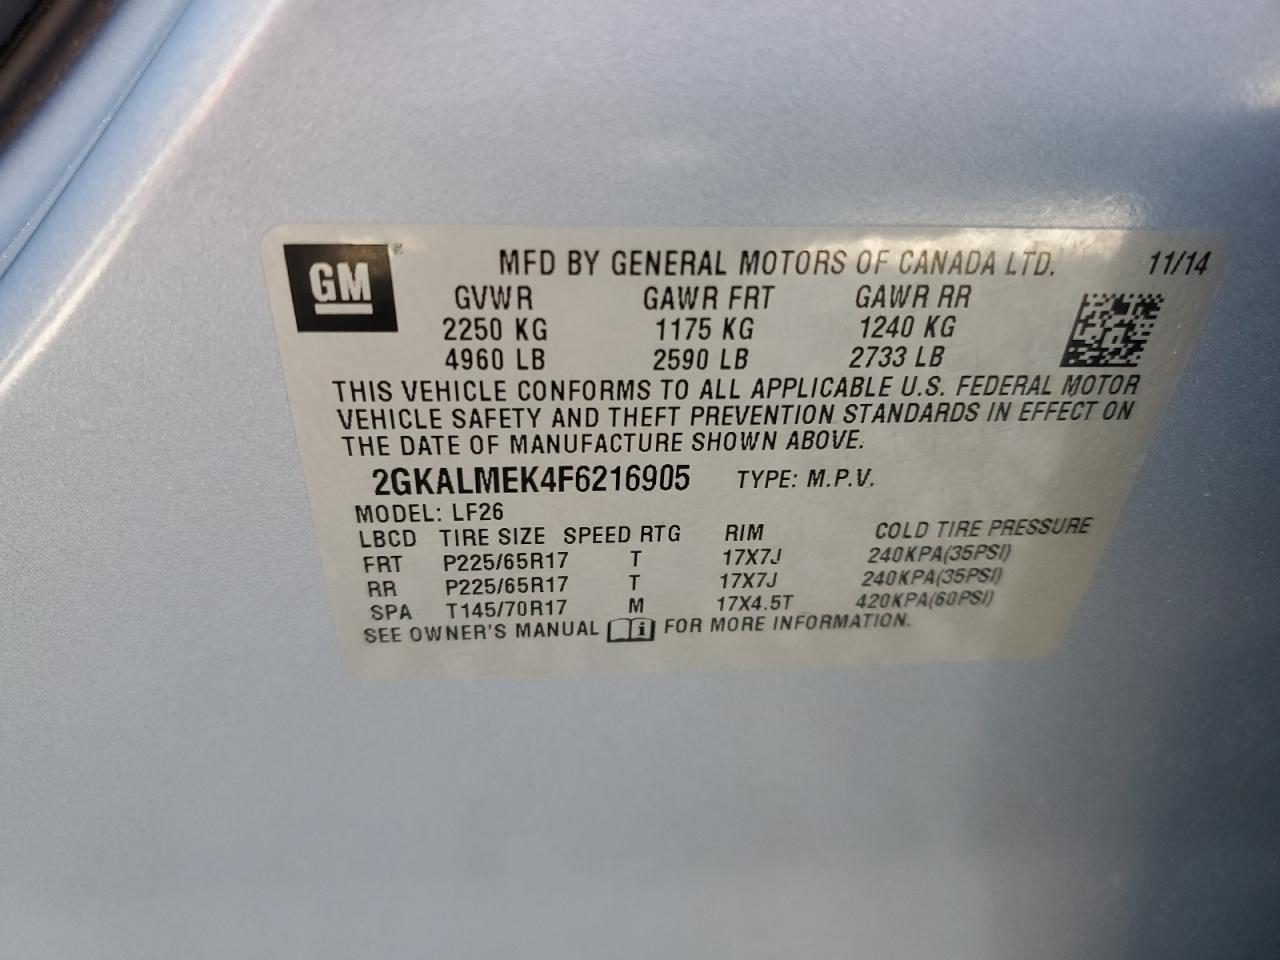 GM
MFD BY GENERAL MOTORS OF CANADA LTD. 11/14
GVWR GAWR FRT GAWR RR
2250 KG 1175 KG 1240 KG
4960 LB 2590 LB 2733 LB
THIS VEHICLE CONFORMS TO ALL APPLICABLE U.S. FEDERAL MOTOR
VEHICLE SAFETY AND THEFT PREVENTION STANDARDS IN EFFECT ON
THE DATE OF MANUFACTURE SHOWN ABOVE.
2GKALMEK4F6216905 TYPE: M.P.V.
MODEL: LF26
LBCD TIRE SIZE SPEED RTG RIM COLD TIRE PRESSURE
FRT P225/65R17 T 17X7J 240KPA(35PSI)
RR P225/65R17 T 17X7J 240KPA(35PSI)
SPA T145/70R17 M 17X4.5T 420KPA(60PSI)
SEE OWNER'S MANUAL i FOR MORE INFORMATION.